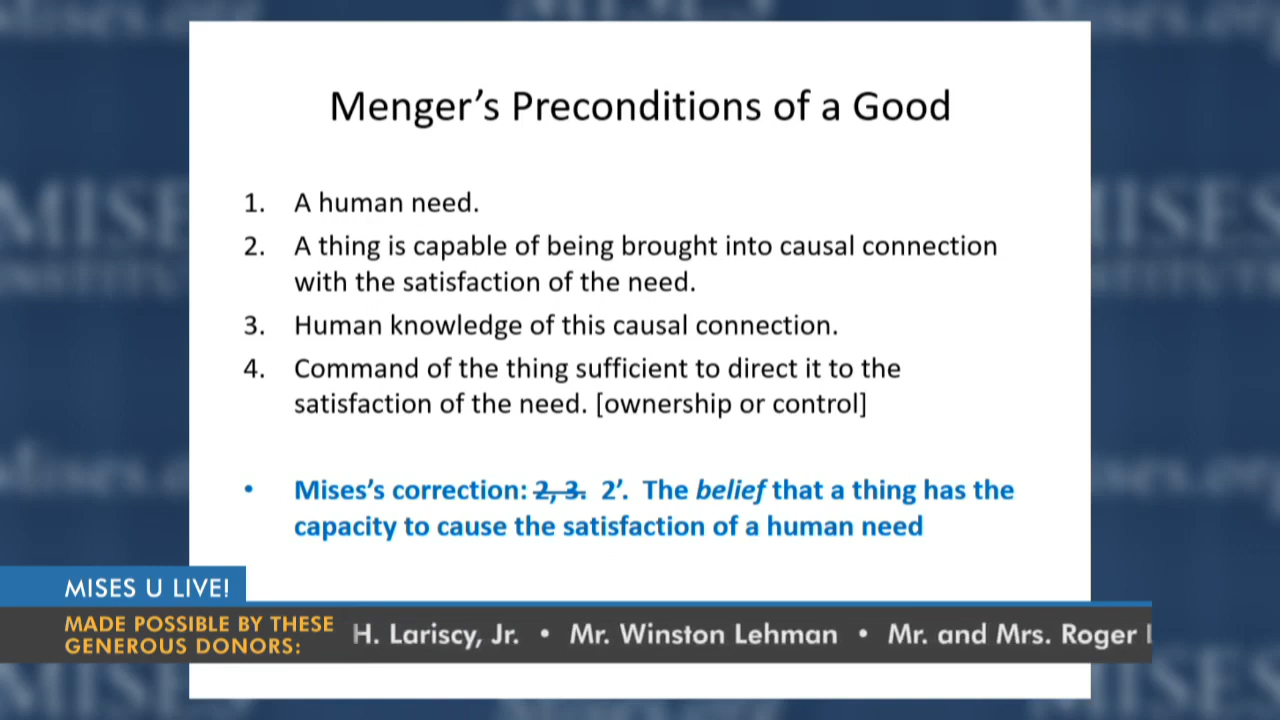 Menger’s Preconditions of a Good
1. A human need.
2. A thing is capable of being brought into causal connection
with the satisfaction of the need.
3. Human knowledge of this causal connection.
4. Command of the thing sufficient to direct it to the
satisfaction of the need. [ownership or control]
• Mises’s correction: 2, 3. 2’. The belief that a thing has the
capacity to cause the satisfaction of a human need
MISES U LIVE!
MADE POSSIBLE BY THESE
GENEROUS DONORS:
H. Lariscy, Jr. • Mr. Winston Lehman • Mr. and Mrs. Roger